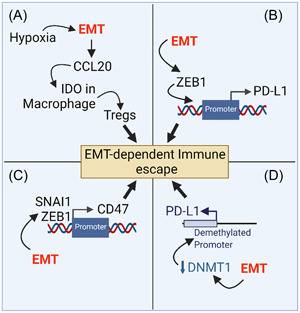 (A)
Hypoxia
EMT
CCL20
IDO in
Macrophage
Tregs
(B)
EMT
ZEB1
PD-L1
Promoter
EMT-dependent Immune
escape
(C)
SNAI1
ZEB1
CD47
Promoter
EMT
(D)
PD-L1
Demethylated
Promoter
DNMT1
EMT